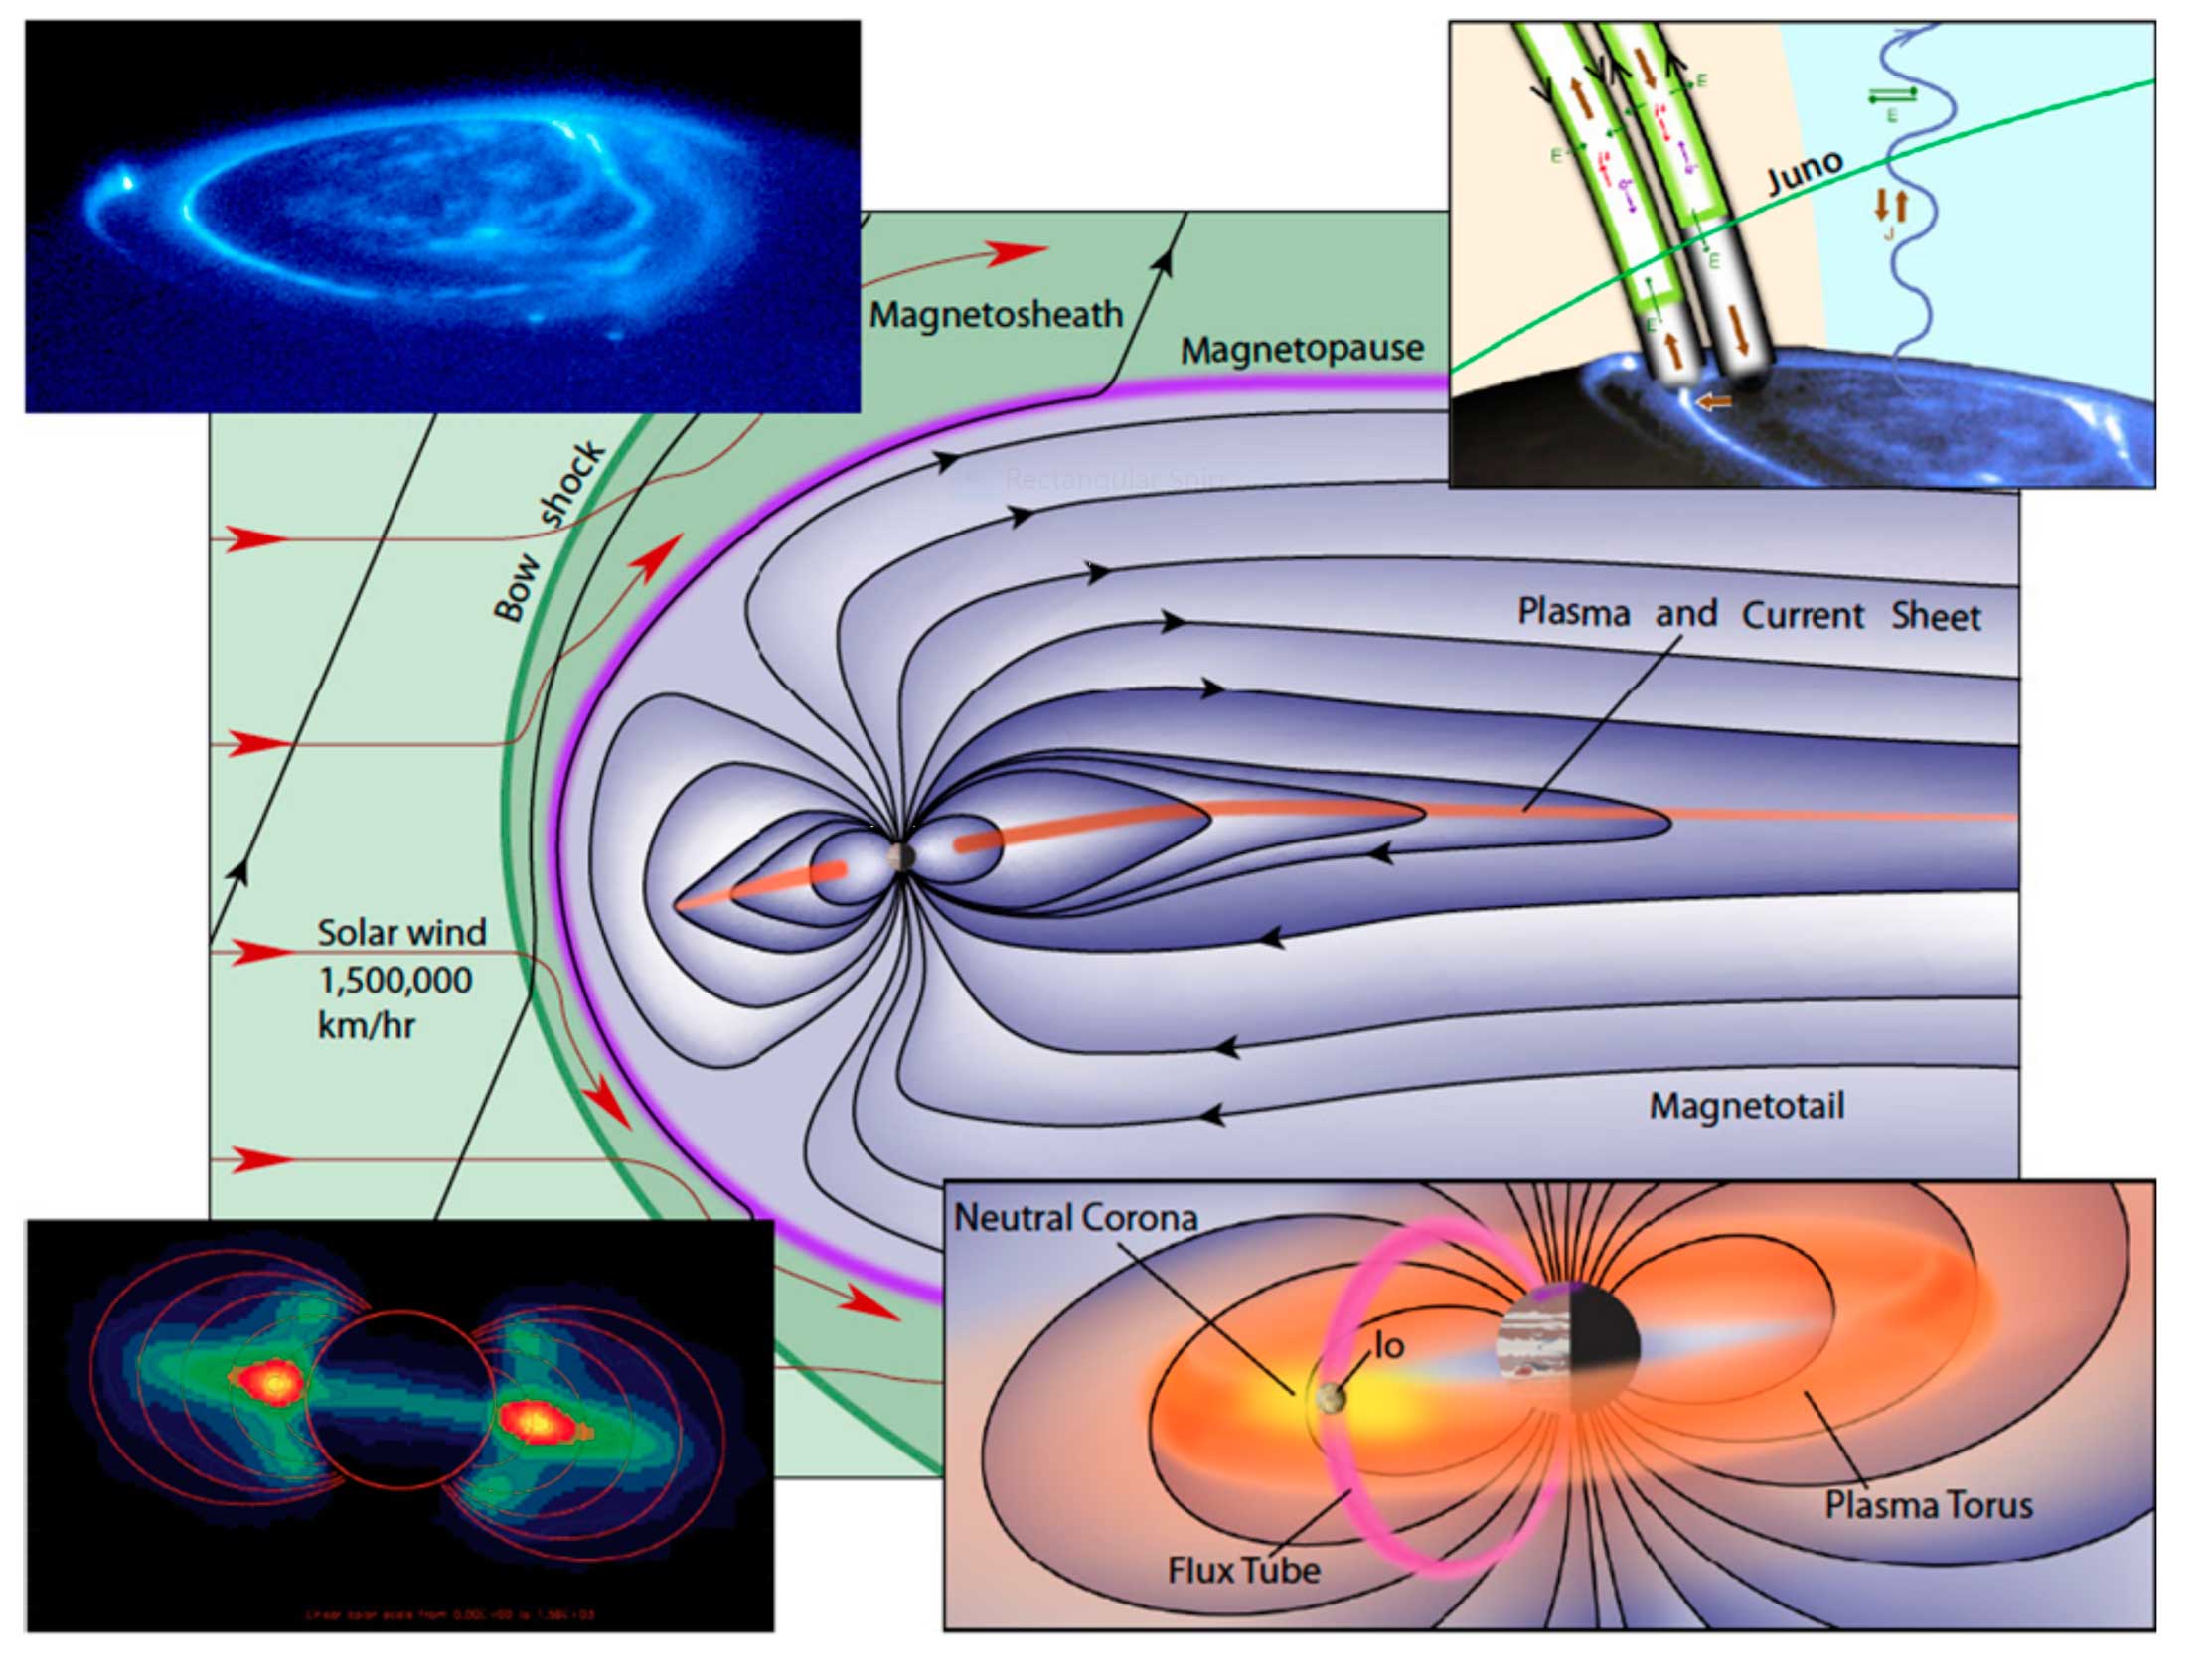 E
E
E
Juno
J
E
E
Magnetosheath
Magnetopause
Bow shock
Rectangular Snip
Plasma and Current Sheet
Solar wind
1,500,000
km/hr
Magnetotail
Neutral Corona
Io
Plasma Torus
Flux Tube